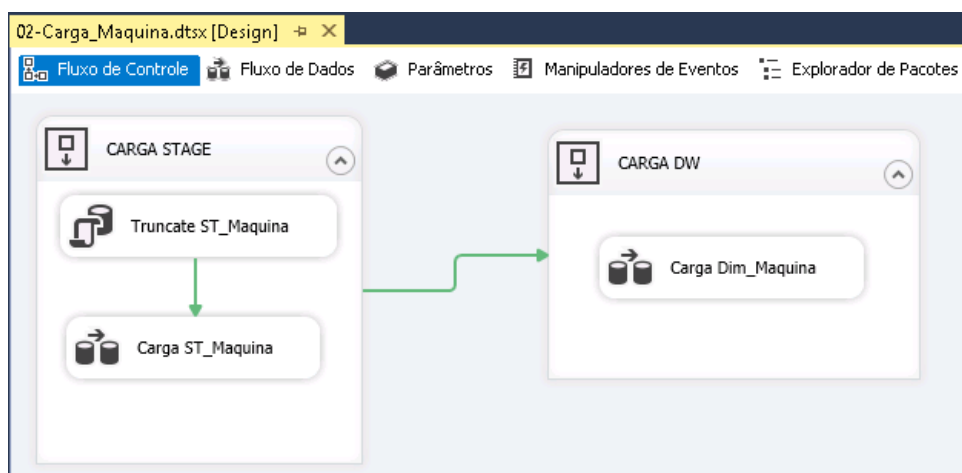 02-Carga_Maquina.dtsx [Design]
Fluxo de Controle Fluxo de Dados Parâmetros Manipuladores de Eventos Explorador de Pacotes
CARGA STAGE
Truncate ST_Maquina
Carga ST_Maquina
CARGA DW
Carga Dim_Maquina